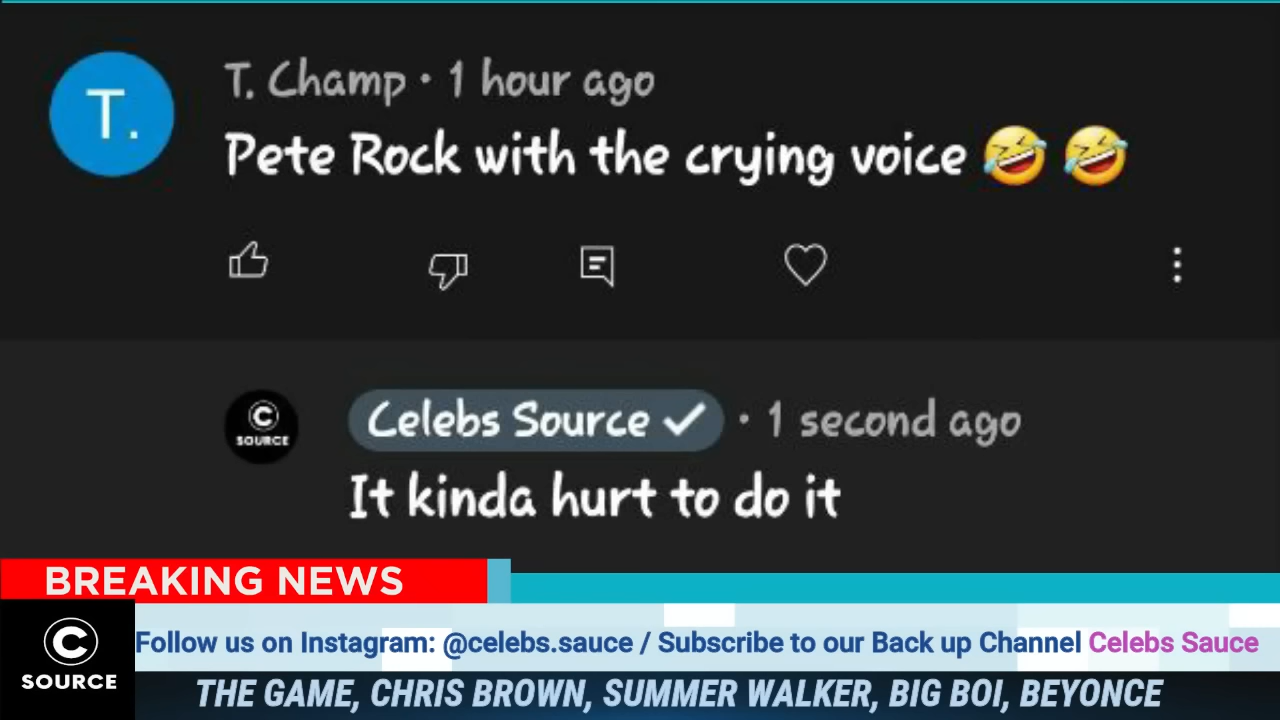 T.
T. Champ · 1 hour ago
Pete Rock with the crying voice 🤣 🤣
C
SOURCE
Celebs Source ✓ · 1 second ago
It kinda hurt to do it
BREAKING NEWS
C
SOURCE
Follow us on Instagram: @celebs.sauce / Subscribe to our Back up Channel Celebs Sauce
THE GAME, CHRIS BROWN, SUMMER WALKER, BIG BOI, BEYONCE